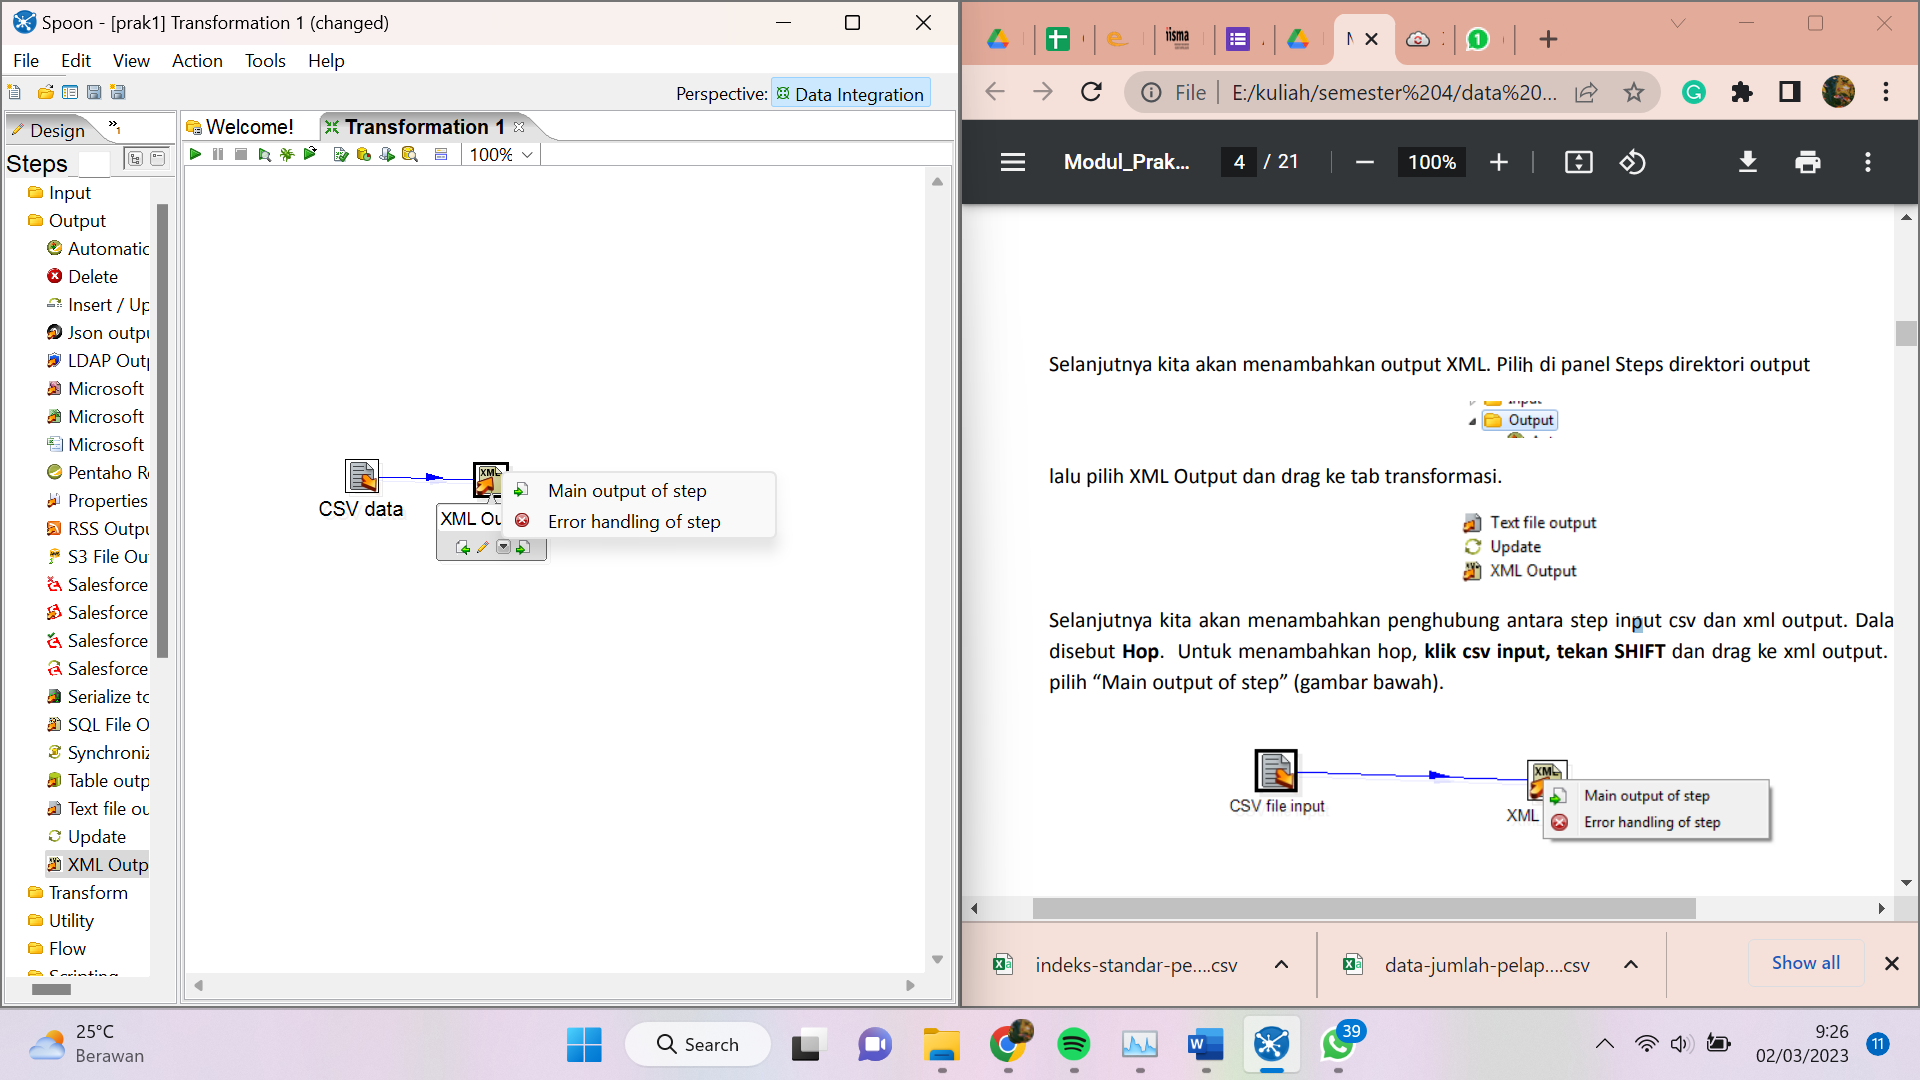 Spoon - [prak1] Transformation 1 (changed)
File Edit View Action Tools Help
Perspective: Data Integration
Design
Welcome!
Transformation 1
Steps
100%
Input
Output
Automatic
Delete
Insert / Up
Json outpu
LDAP Outp
Microsoft
Microsoft
Microsoft
Pentaho Re
Properties
RSS Outpu
S3 File Ou
Salesforce
Salesforce
Salesforce
Salesforce
Serialize to
SQL File O
Synchroniz
Table outp
Text file ou
Update
XML Outp
Transform
Utility
Flow
Scripting
CSV data
XML Ou
Main output of step
Error handling of step
iisma
File
E:/kuliah/semester%204/data%20...
Modul_Prak...
4 / 21
100%
Selanjutnya kita akan menambahkan output XML. Pilih di panel Steps direktori output
Input
Output
lalu pilih XML Output dan drag ke tab transformasi.
Text file output
Update
XML Output
Selanjutnya kita akan menambahkan penghubung antara step input csv dan xml output. Dala
disebut Hop. Untuk menambahkan hop, klik csv input, tekan SHIFT dan drag ke xml output.
pilih “Main output of step” (gambar bawah).
CSV file input
XML
XML
Main output of step
Error handling of step
indeks-standar-pe....csv
data-jumlah-pelap....csv
Show all
25°C
Berawan
Search
39
9:26
02/03/2023
11